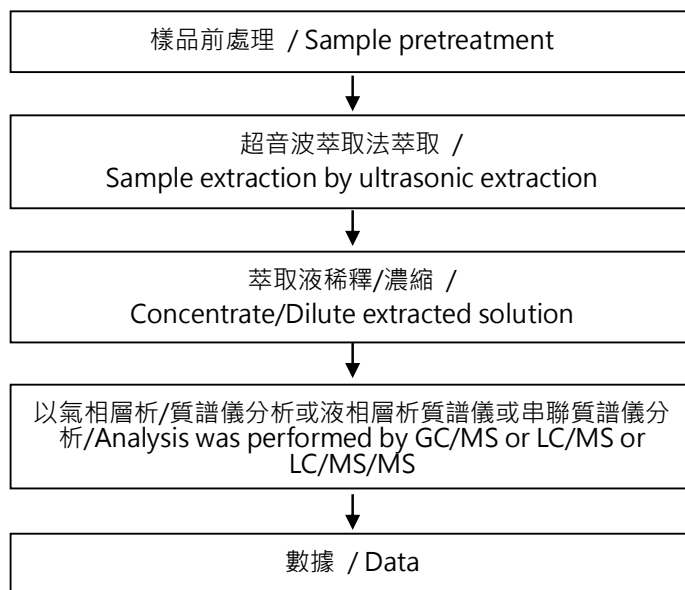 樣品前處理 / Sample pretreatment
超音波萃取法萃取 /
Sample extraction by ultrasonic extraction
萃取液稀釋/濃縮 /
Concentrate/Dilute extracted solution
以氣相層析/質譜儀分析或液相層析質譜儀或串聯質譜儀分
析/Analysis was performed by GC/MS or LC/MS or
LC/MS/MS
數據 / Data